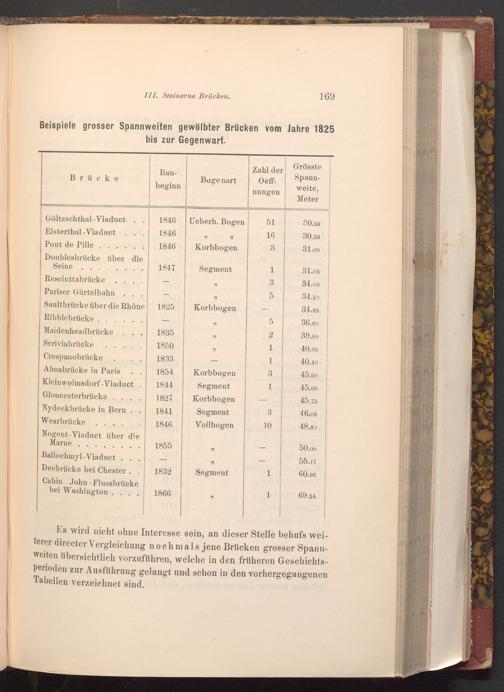 III. Steinerne Brücken. 169
Beispiele grosser Spannweiten gewölbter Brücken vom Jahre 1825
bis zur Gegenwart.
Brücke | Bau-beginn | Bogenart | Zahl der Oeff-nungen | Grösste Spann-weite, Meter
Göltzschthal-Viaduct . . 1846 Ueberh. Bogen 51 30.59
Elsterthal-Viaduct . . . 1846 „ „ 16 30.59
Pont de Pille . . . . . . 1846 Korbbogen 3 31.00
Doublesbrücke über die
Seine . . . . . . . . 1847 Segment 1 31.05
Resciuttabrücke . . . . — „ 3 34.00
Pariser Gürtelbahn . . . — „ 5 34.50
Saultbrücke über die Rhône 1825 Korbbogen — 34.83
Ribblebrücke . . . . . . — „ 5 36.60
Maidenheadbrücke . . . 1835 „ 2 39.00
Scriviabrücke . . . . . 1850 „ 1 40.00
Crespanobrücke . . . . 1833 — 1 40.40
Almabrücke in Paris . . 1854 Korbbogen 3 45.00
Kleinwolmsdorf-Viaduct . 1844 Segment 1 45.00
Gloucesterbrücke . . . . 1827 Korbbogen — 45.75
Nydeckbrücke in Bern . . 1841 Segment 3 46.06
Wearbrücke . . . . . 1846 Vollbogen 10 48.80
Nogent-Viaduct über die
Marne . . . . . . . . 1855 „ — 50.00
Ballochmyl-Viaduct . . . — „ — 55.17
Deebrücke bei Chester . . 1832 Segment 1 60.96
Cabin John-Flussbrücke
bei Washington . . . . 1866 „ 1 69.54
Es wird nicht ohne Interesse sein, an dieser Stelle behufs wei-
terer directer Vergleichung nochmals jene Brücken grosser Spann-
weiten übersichtlich vorzuführen, welche in den früheren Geschichts-
perioden zur Ausführung gelangt und schon in den vorhergegangenen
Tabellen verzeichnet sind.